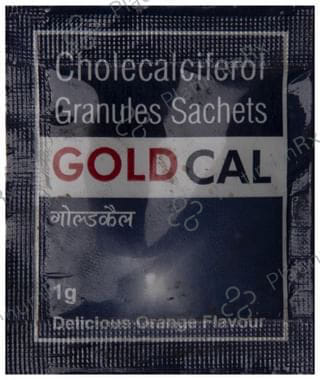 Cholecalciferol
Granules Sachets
GOLD CAL
गोल्डकैल
1g
Delicious Orange Flavour